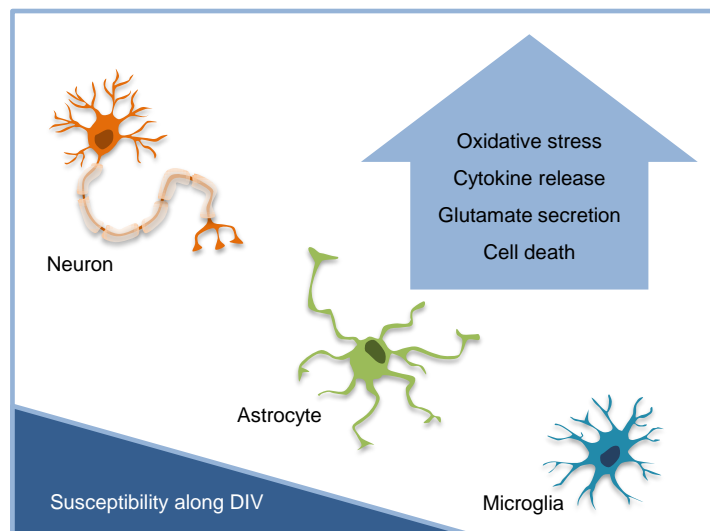 Oxidative stress
Cytokine release
Glutamate secretion
Cell death
Neuron
Astrocyte
Microglia
Susceptibility along DIV